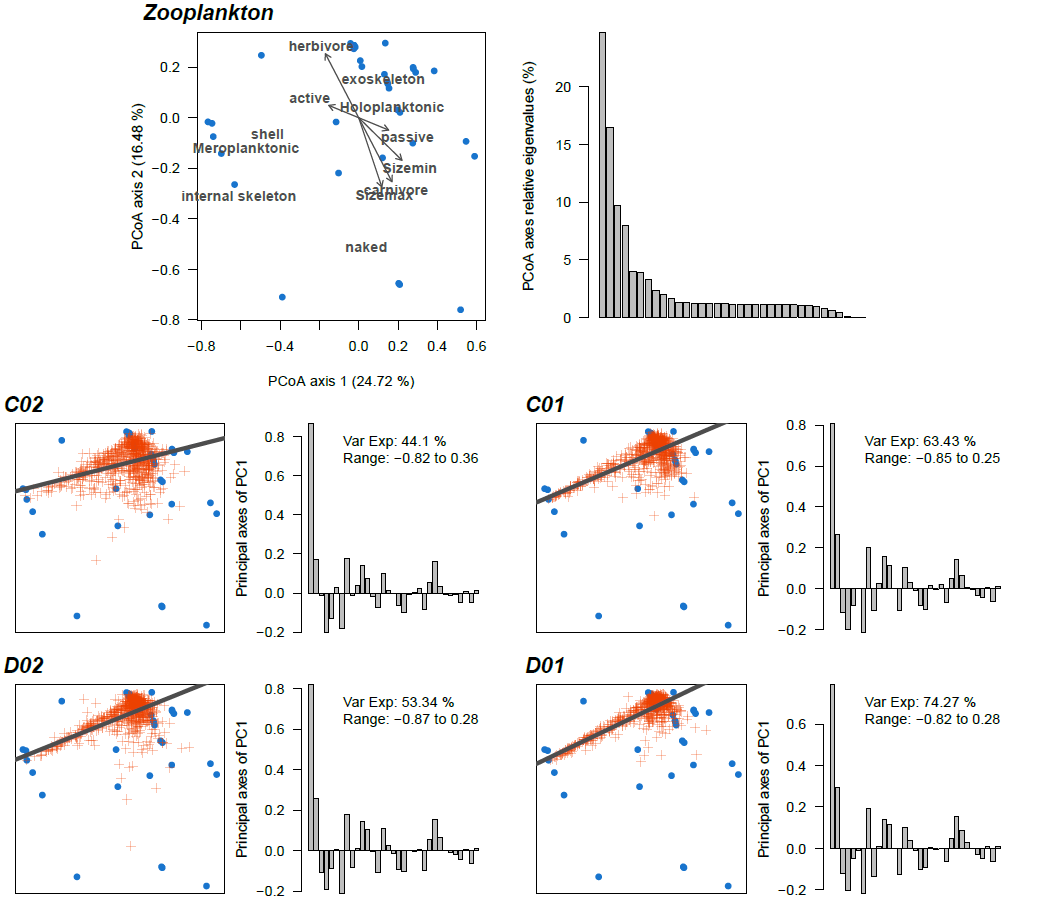 Zooplankton
herbivore
exoskeleton
active
Holoplanktonic
shell
passive
Meroplanktonic
Sizemin
carnivore
internal skeleton
Sizemax
naked
0.2
0.0
−0.2
−0.4
−0.6
−0.8
PCoA axis 2 (16.48 %)
−0.8
−0.4
0.0
0.2
0.4
0.6
PCoA axis 1 (24.72 %)
PCoA axes relative eigenvalues (%)
20
15
10
5
0
C02
Principal axes of PC1
0.8
0.6
0.4
0.2
0.0
−0.2
Var Exp: 44.1 %
Range: −0.82 to 0.36
C01
Principal axes of PC1
0.8
0.6
0.4
0.2
0.0
−0.2
Var Exp: 63.43 %
Range: −0.85 to 0.25
D02
Principal axes of PC1
0.8
0.6
0.4
0.2
0.0
−0.2
Var Exp: 53.34 %
Range: −0.87 to 0.28
D01
Principal axes of PC1
0.6
0.4
0.2
0.0
−0.2
Var Exp: 74.27 %
Range: −0.82 to 0.28